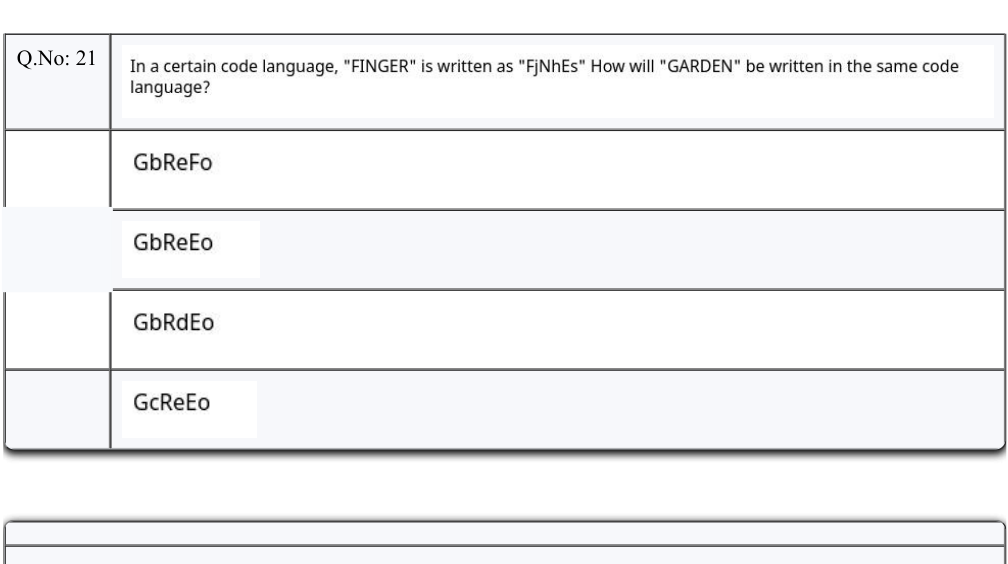 Q.No: 21
In a certain code language, "FINGER" is written as "FjNhEs" How will "GARDEN" be written in the same code
language?
GbReFo
GbReEo
GbRdEo
GcReEo